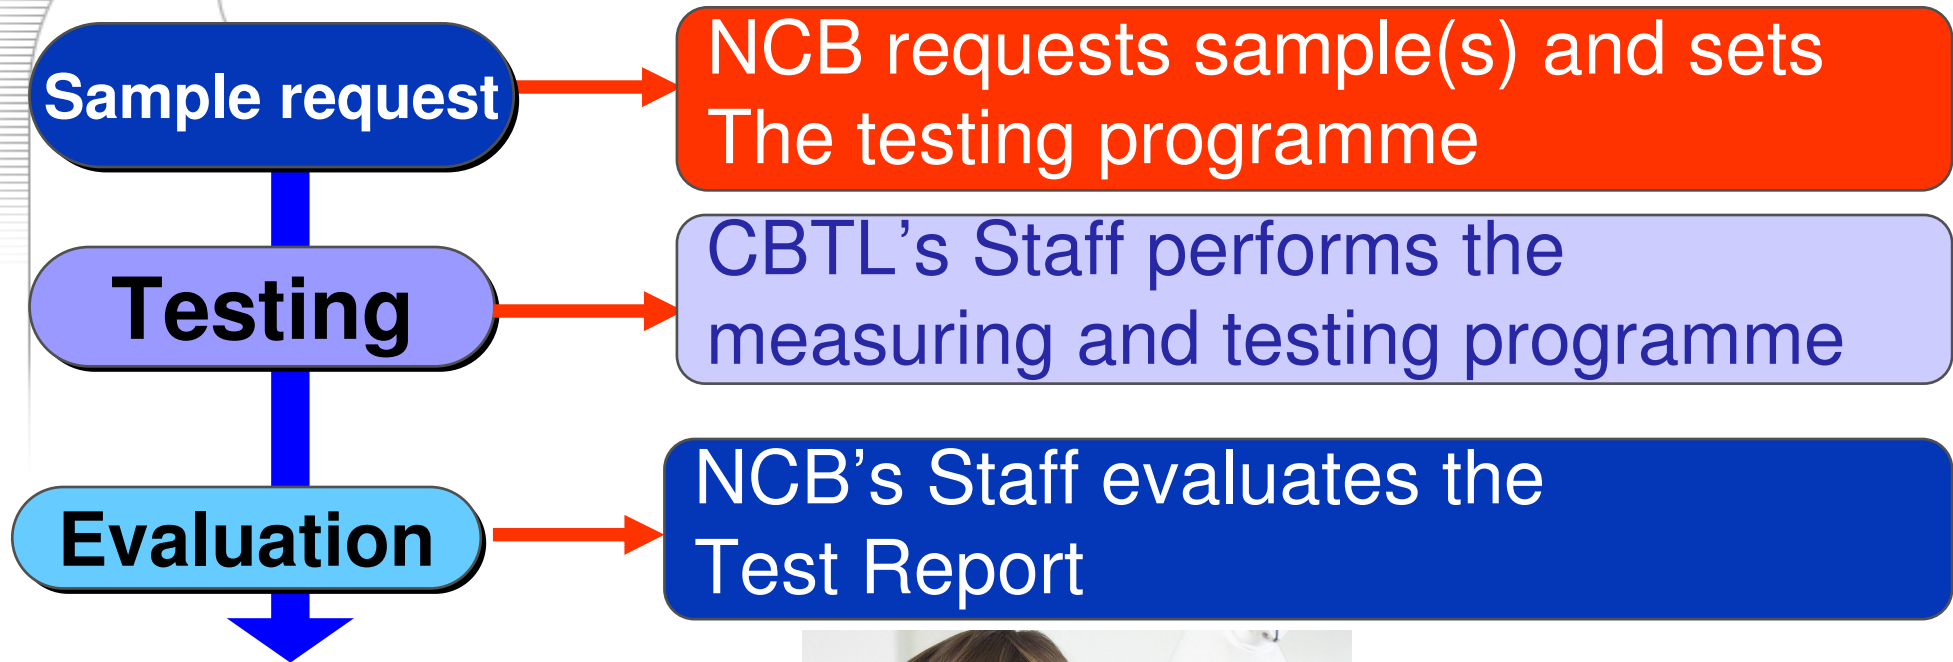 Sample request
NCB requests sample(s) and sets
The testing programme
Testing
CBTL’s Staff performs the
measuring and testing programme
Evaluation
NCB’s Staff evaluates the
Test Report